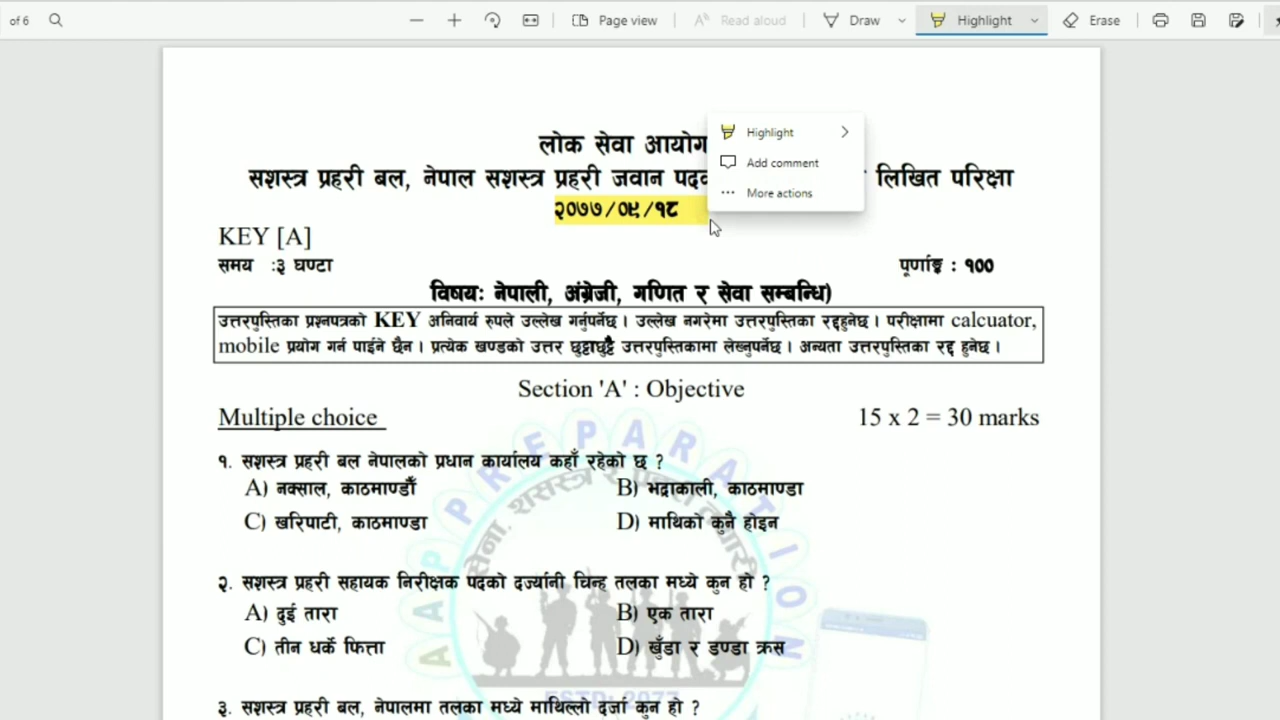 of 6 Page view Read aloud Draw Highlight Erase
लोक सेवा आयोग
सशस्त्र प्रहरी बल, नेपाल सशस्त्र प्रहरी जवान लिखित परिक्षा
Highlight
Add comment
More actions
२०७७/०९/१८
KEY [A]
समय :३ घण्टा पूर्णाङ्क : १००
विषयः नेपाली, अंग्रेजी, गणित र सेवा सम्बन्धि)
उत्तरपुस्तिका प्रश्नपत्रको KEY अनिवार्य रुपले उल्लेख गर्नुपर्नेछ । उल्लेख नगरेमा उत्तरपुस्तिका रद्दहुनेछ । परीक्षामा calcuator,
mobile प्रयोग गर्न पाईने छैन । प्रत्येक खण्डको उत्तर छुट्टाछुट्टै उत्तरपुस्तिकामा लेख्नुपर्नेछ । अन्यता उत्तरपुस्तिका रद्द हुनेछ ।
Section 'A' : Objective
Multiple choice 15 x 2 = 30 marks
१. सशस्त्र प्रहरी बल नेपालको प्रधान कार्यालय कहाँ रहेको छ ?
A) नक्साल, काठमाण्डौँ B) भद्राकाली, काठमाण्डा
C) खरिपाटी, काठमाण्डा D) माथिको कुनै होइन
२. सशस्त्र प्रहरी सहायक निरीक्षक पदको दर्ज्यानी चिन्ह तलका मध्ये कुन हो ?
A) दुई तारा B) एक तारा
C) तीन धर्के फित्ता D) खुँडा र डण्डा क्रस
३. सशस्त्र प्रहरी बल, नेपालमा तलका मध्ये माथिल्लो दर्जा कुन हो ?
AAPREPARATION
ESTD: 2077